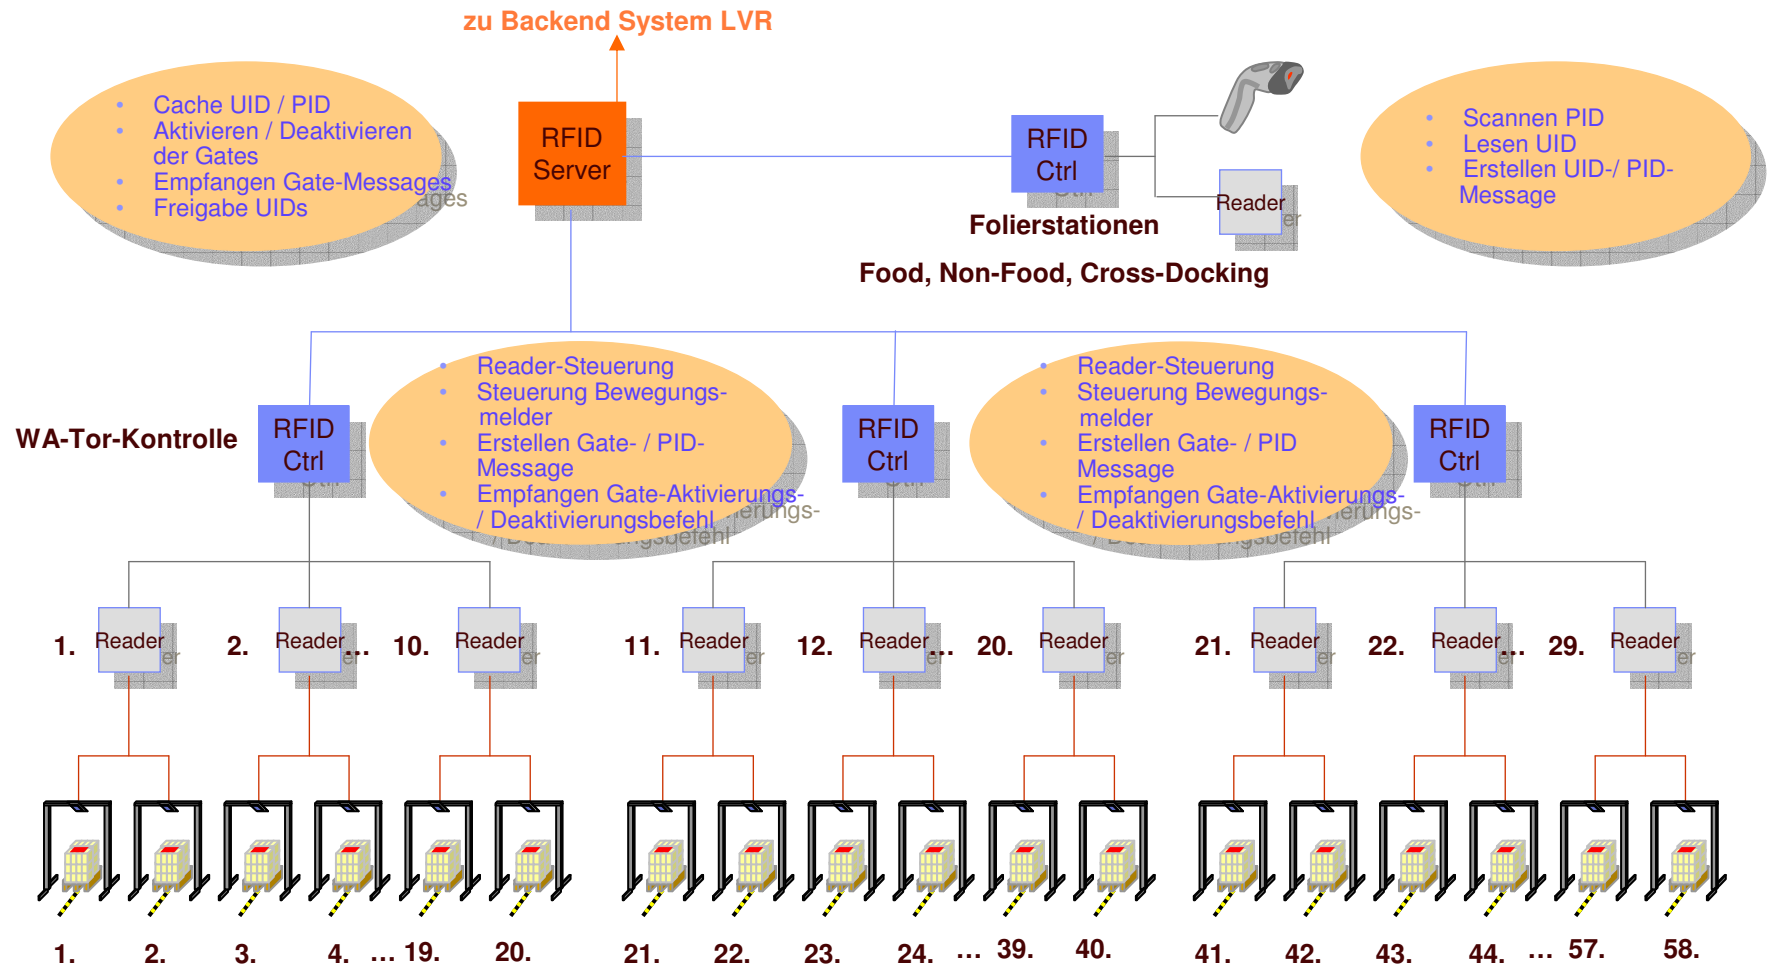 zu Backend System LVR
• Cache UID / PID
• Aktivieren / Deaktivieren
der Gates
• Empfangen Gate-Messages
• Freigabe UIDs
RFID
Server
RFID
Ctrl
Reader
Folierstationen
Food, Non-Food, Cross-Docking
• Scannen PID
• Lesen UID
• Erstellen UID-/ PID-
Message
WA-Tor-Kontrolle
RFID
Ctrl
• Reader-Steuerung
• Steuerung Bewegungs-
melder
• Erstellen Gate- / PID-
Message
• Empfangen Gate-Aktivierungs-
/ Deaktivierungsbefehl
RFID
Ctrl
• Reader-Steuerung
• Steuerung Bewegungs-
melder
• Erstellen Gate- / PID
Message
• Empfangen Gate-Aktivierungs-
/ Deaktivierungsbefehl
RFID
Ctrl
1. Reader 2. Reader ... 10. Reader 11. Reader 12. Reader ... 20. Reader 21. Reader 22. Reader ... 29. Reader
1. 2. 3. 4. ... 19. 20. 21. 22. 23. 24. ... 39. 40. 41. 42. 43. 44. ... 57. 58.